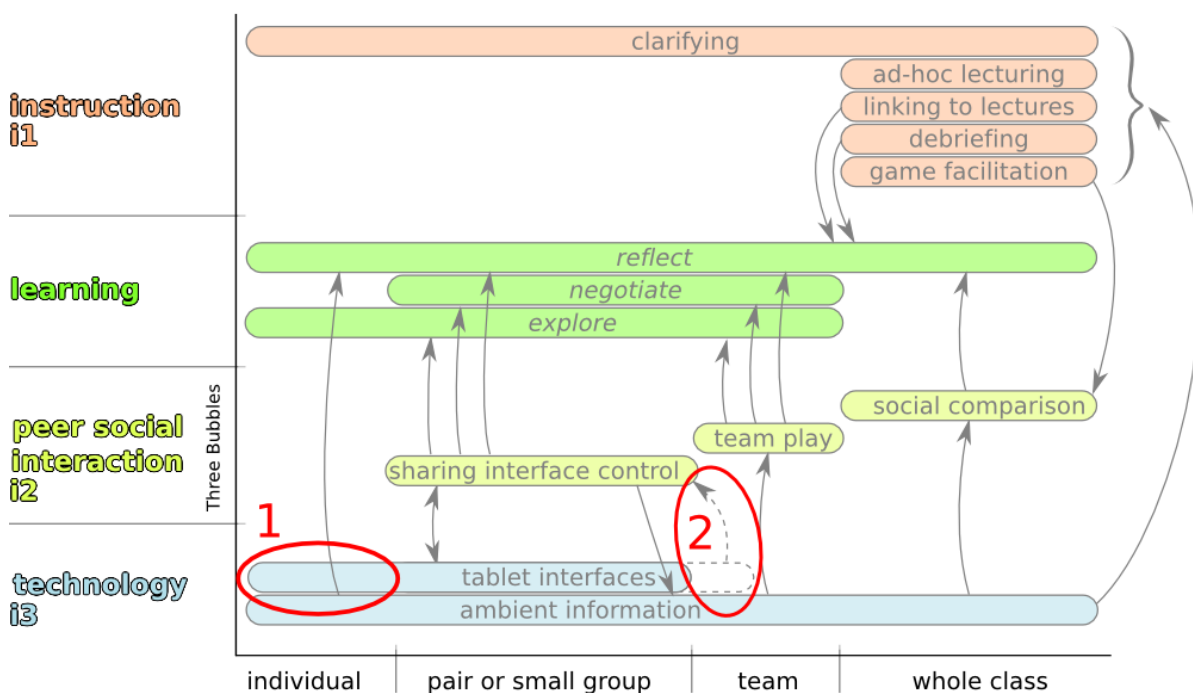 clarifying
ad-hoc lecturing
linking to lectures
debriefing
game facilitation
instruction
i1
reflect
negotiate
explore
learning
social comparison
team play
sharing interface control
peer social
interaction
i2
Three Bubbles
1
2
tablet interfaces
ambient information
technology
i3
individual
pair or small group
team
whole class